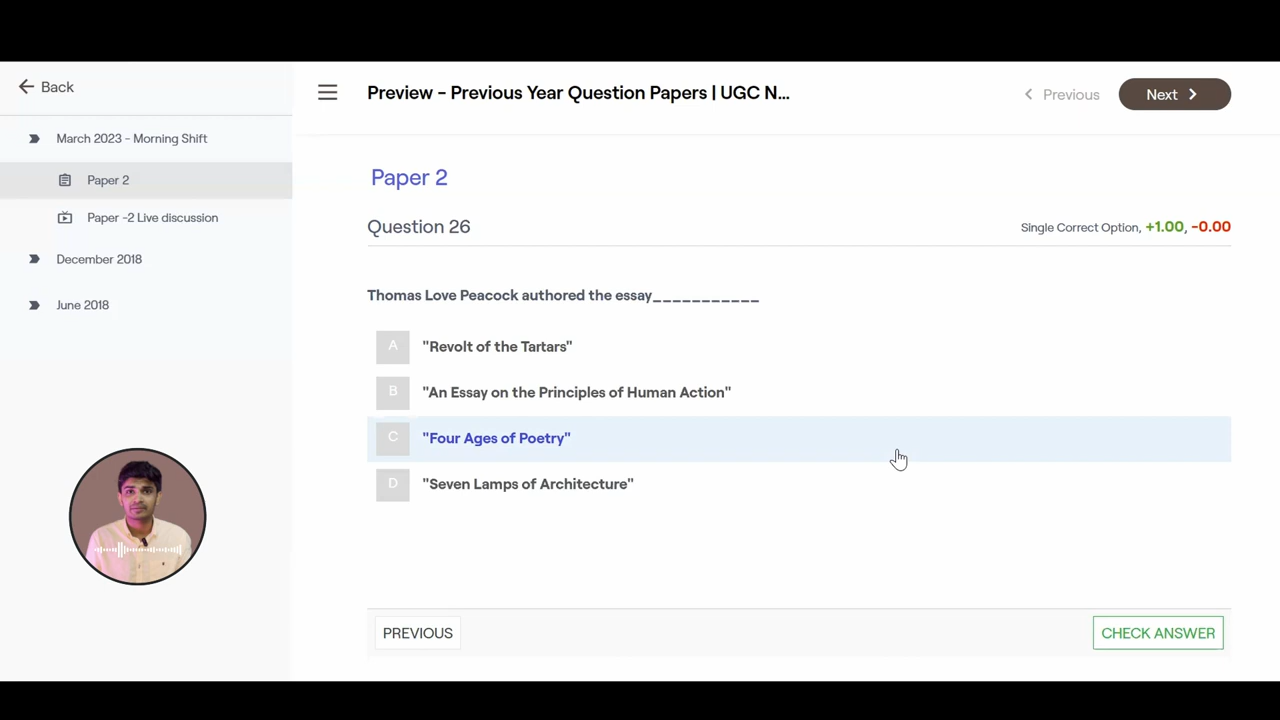 Back
March 2023 - Morning Shift
Paper 2
Paper -2 Live discussion
December 2018
June 2018
Preview - Previous Year Question Papers | UGC N...
Previous
Next
Paper 2
Question 26
Single Correct Option, +1.00, -0.00
Thomas Love Peacock authored the essay___________
A "Revolt of the Tartars"
B "An Essay on the Principles of Human Action"
C "Four Ages of Poetry"
D "Seven Lamps of Architecture"
PREVIOUS
CHECK ANSWER